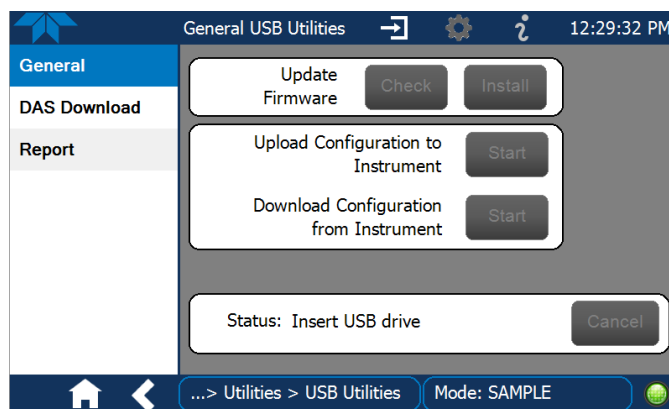 General USB Utilities
12:29:32 PM
General
DAS Download
Report
Update
Firmware
Check
Install
Upload Configuration to
Instrument
Start
Download Configuration
from Instrument
Start
Status: Insert USB drive
Cancel
...> Utilities > USB Utilities
Mode: SAMPLE